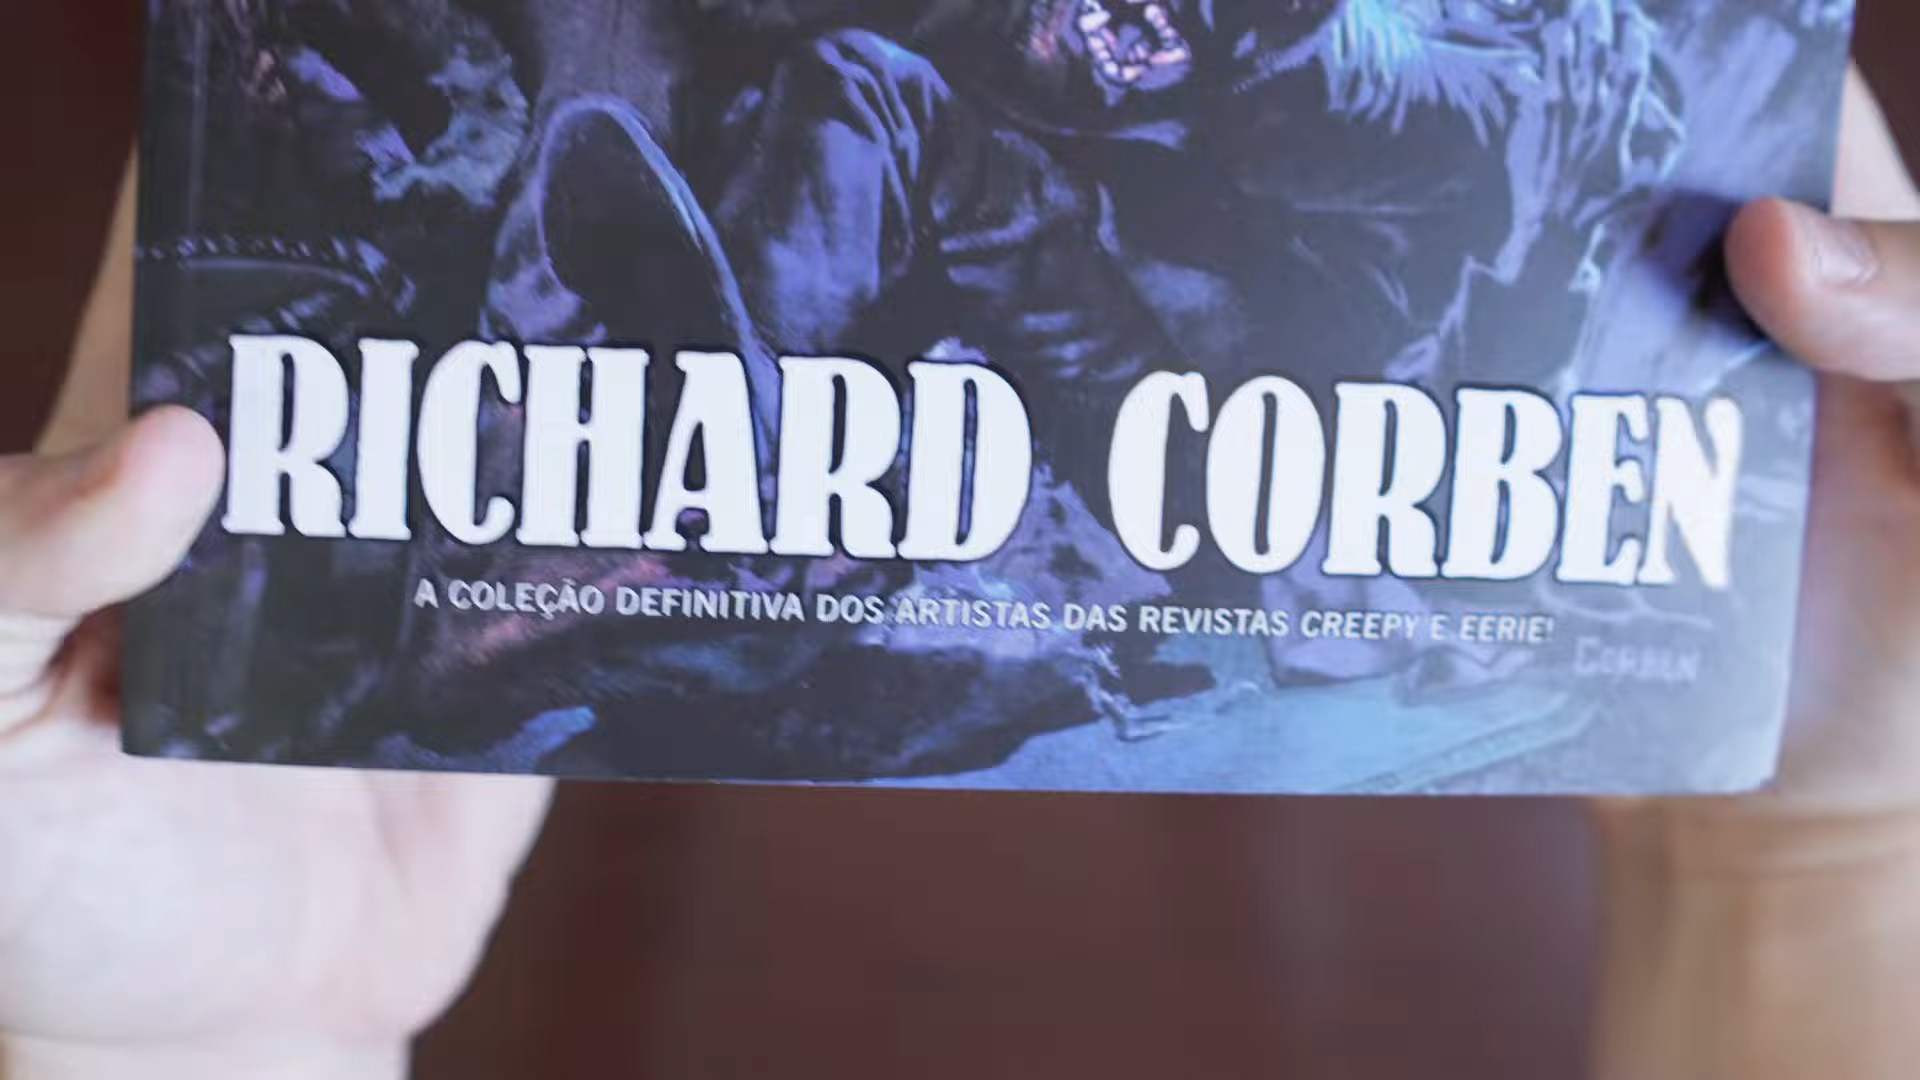 RICHARD CORBEN
A COLEÇÃO DEFINITIVA DOS ARTISTAS DAS REVISTAS CREEPY E EERIE!
CORBEN